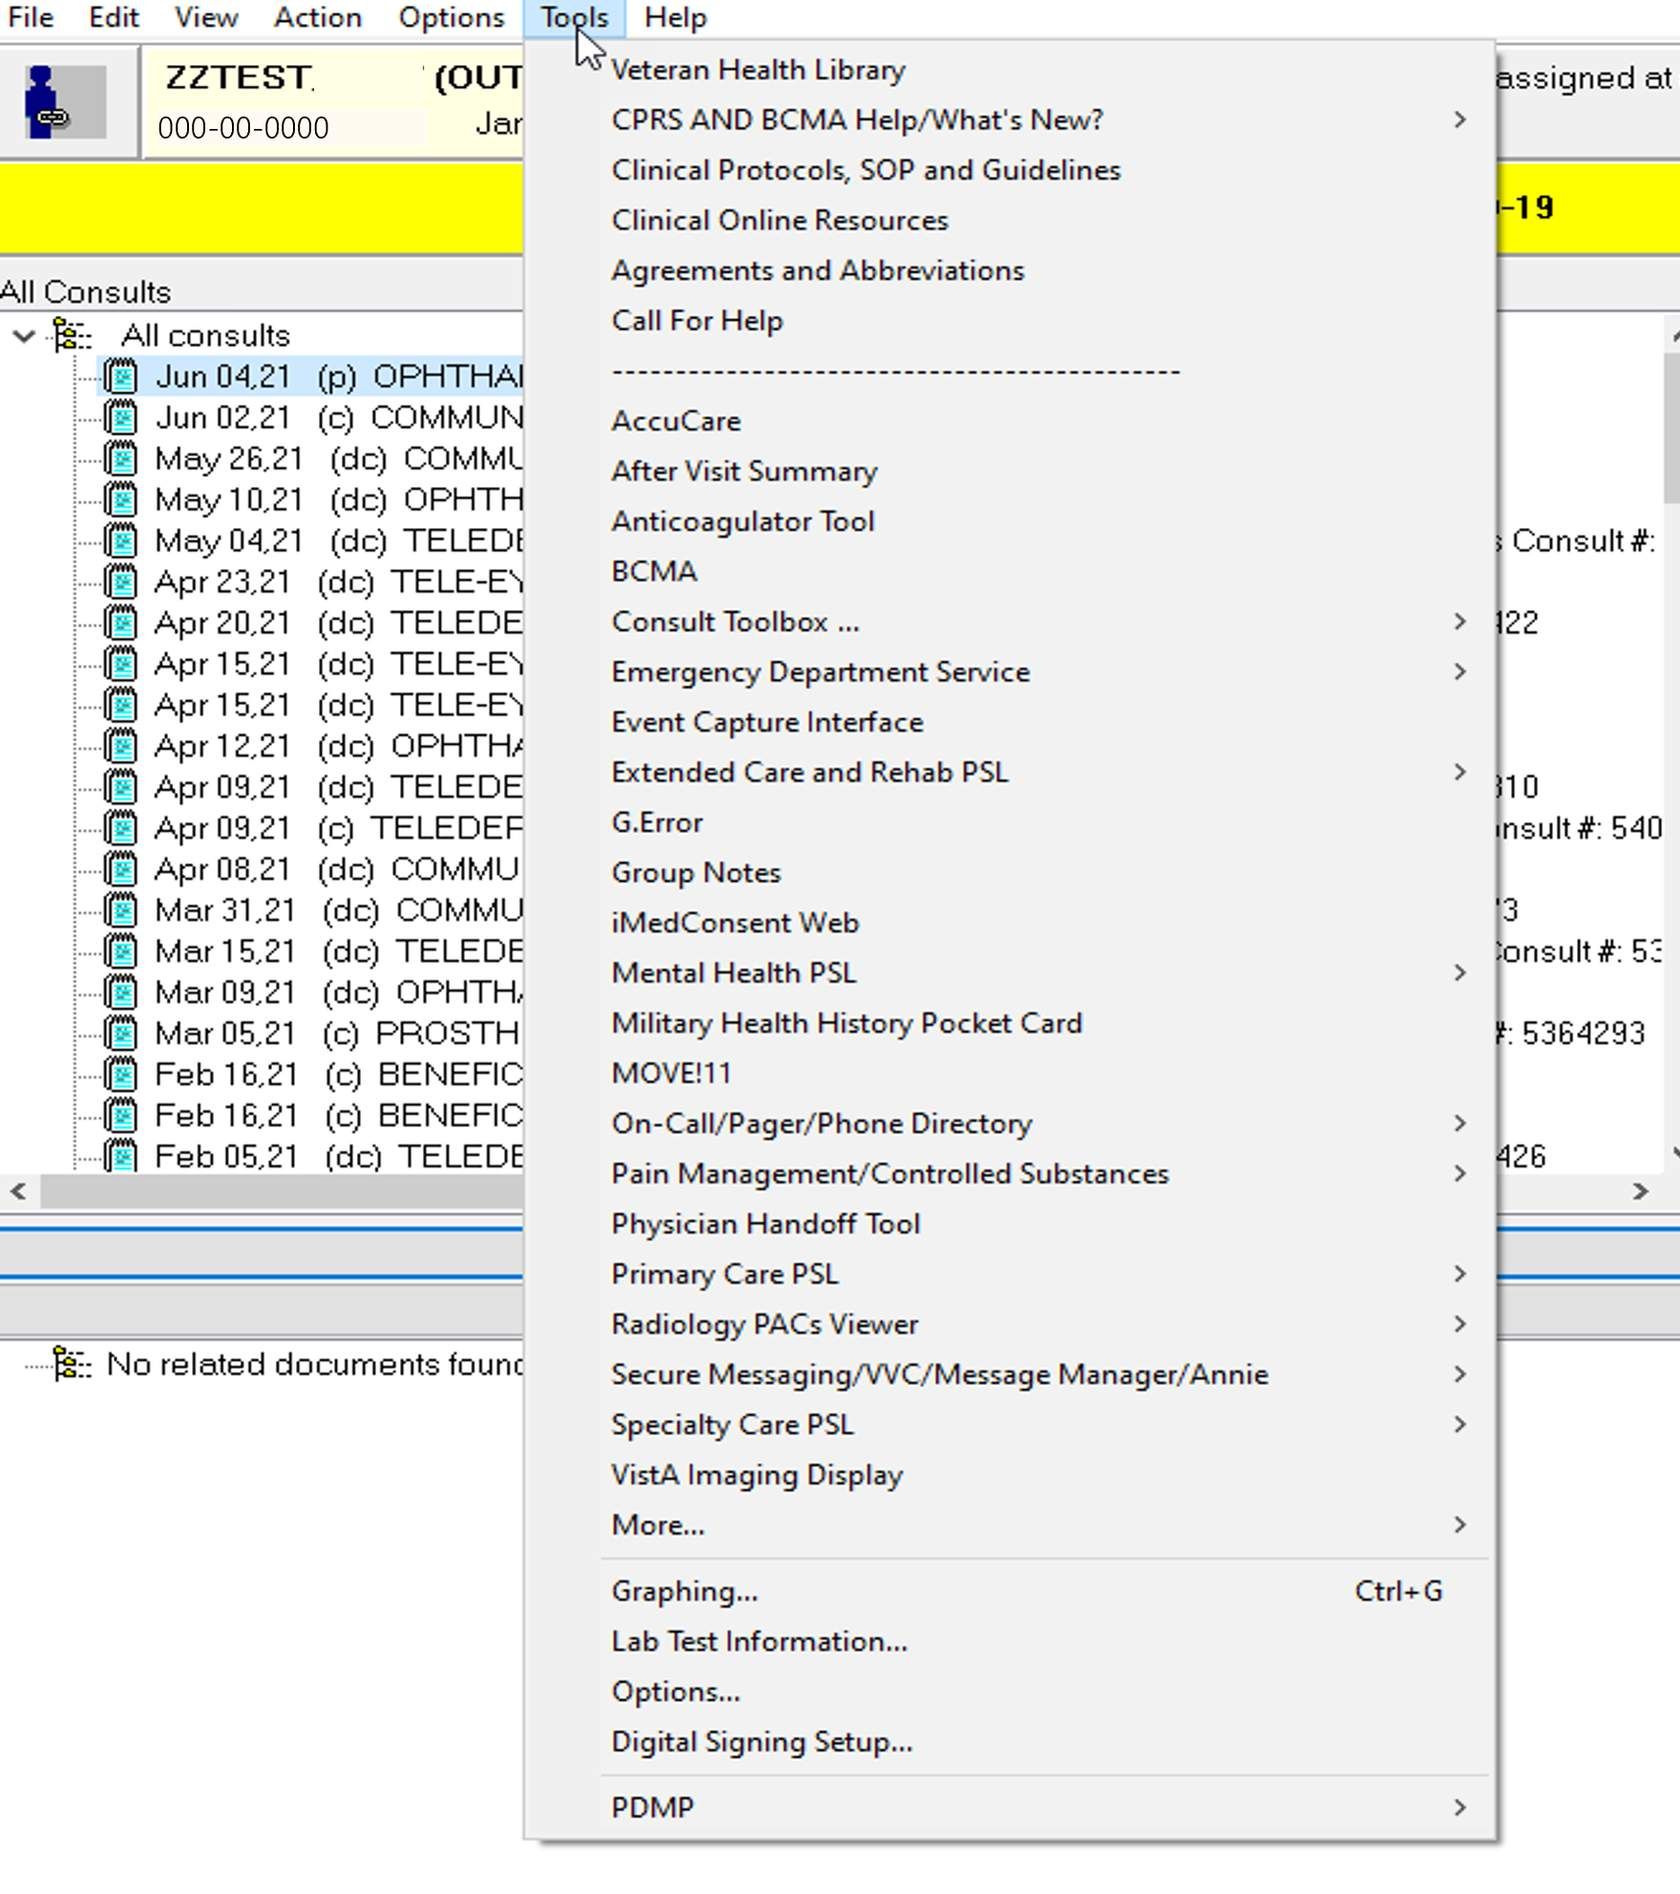 File Edit View Action Options Tools Help
ZZTEST (OUT assigned at
000-00-0000 Jan
-19
All Consults
All consults
Jun 04,21 (p) OPHTHAL
Jun 02,21 (c) COMMUN
May 26,21 (dc) COMMU
May 10,21 (dc) OPHTH
May 04,21 (dc) TELEDE
Apr 23,21 (dc) TELE-EY
Apr 20,21 (dc) TELEDE
Apr 15,21 (dc) TELE-EY
Apr 15,21 (dc) TELE-EY
Apr 12,21 (dc) OPHTHA
Apr 09,21 (dc) TELEDE
Apr 09,21 (c) TELEDER
Apr 08,21 (dc) COMMU
Mar 31,21 (dc) COMMU
Mar 15,21 (dc) TELEDE
Mar 09,21 (dc) OPHTHA
Mar 05,21 (c) PROSTH
Feb 16,21 (c) BENEFIC
Feb 16,21 (c) BENEFIC
Feb 05,21 (dc) TELEDE
Consult #:
422
310
nsult #: 540
3
onsult #: 53
#: 5364293
426
No related documents found
Veteran Health Library
CPRS AND BCMA Help/What's New?
Clinical Protocols, SOP and Guidelines
Clinical Online Resources
Agreements and Abbreviations
Call For Help
---------------------------------------------
AccuCare
After Visit Summary
Anticoagulator Tool
BCMA
Consult Toolbox ...
Emergency Department Service
Event Capture Interface
Extended Care and Rehab PSL
G.Error
Group Notes
iMedConsent Web
Mental Health PSL
Military Health History Pocket Card
MOVE!11
On-Call/Pager/Phone Directory
Pain Management/Controlled Substances
Physician Handoff Tool
Primary Care PSL
Radiology PACs Viewer
Secure Messaging/VVC/Message Manager/Annie
Specialty Care PSL
VistA Imaging Display
More...
Graphing... Ctrl+G
Lab Test Information...
Options...
Digital Signing Setup...
PDMP